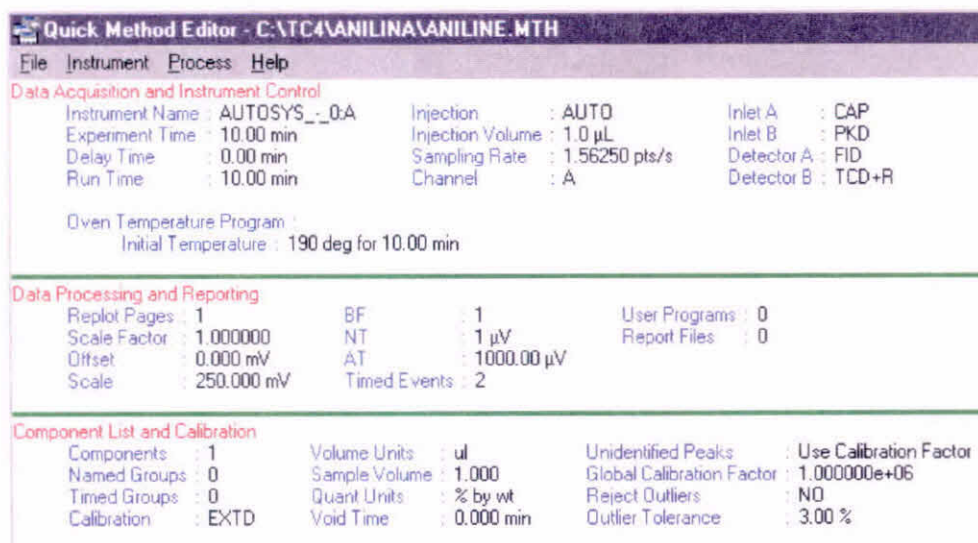 Quick Method Editor - C:\TC4\ANILINA\ANILINE.MTH
File Instrument Process Help
Data Acquisition and Instrument Control
Instrument Name : AUTOSYS_-_0:A Injection : AUTO Inlet A : CAP
Experiment Time : 10.00 min Injection Volume : 1.0 µL Inlet B : PKD
Delay Time : 0.00 min Sampling Rate : 1.56250 pts/s Detector A : FID
Run Time : 10.00 min Channel : A Detector B : TCD+R
Oven Temperature Program :
Initial Temperature : 190 deg for 10.00 min
Data Processing and Reporting
Replot Pages : 1 BF : 1 User Programs : 0
Scale Factor : 1.000000 NT : 1 µV Report Files : 0
Offset : 0.000 mV AT : 1000.00 µV
Scale : 250.000 mV Timed Events : 2
Component List and Calibration
Components : 1 Volume Units : ul Unidentified Peaks : Use Calibration Factor
Named Groups : 0 Sample Volume : 1.000 Global Calibration Factor : 1.000000e+06
Timed Groups : 0 Quant Units : % by wt Reject Outliers : NO
Calibration : EXTD Void Time : 0.000 min Outlier Tolerance : 3.00 %